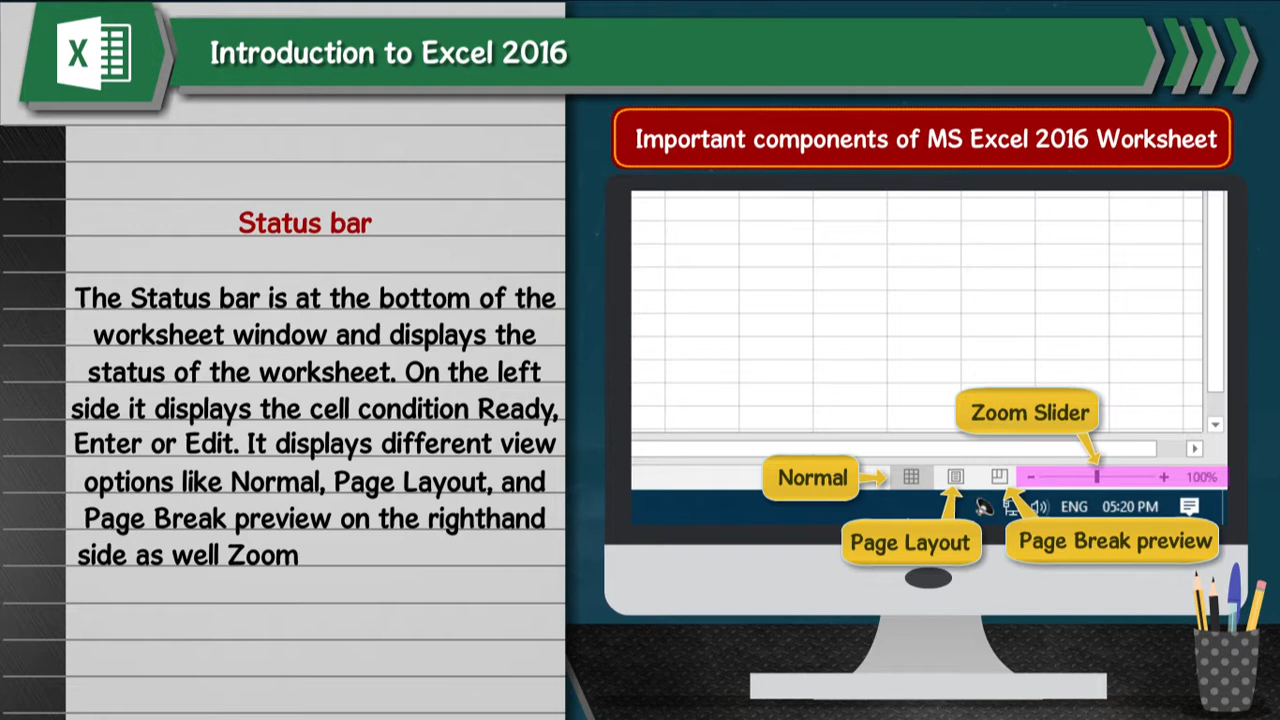 X
Introduction to Excel 2016
Important components of MS Excel 2016 Worksheet
Status bar
The Status bar is at the bottom of the
worksheet window and displays the
status of the worksheet. On the left
side it displays the cell condition Ready,
Enter or Edit. It displays different view
options like Normal, Page Layout, and
Page Break preview on the righthand
side as well Zoom
Zoom Slider
Normal
100%
ENG 05:20 PM
Page Layout
Page Break preview